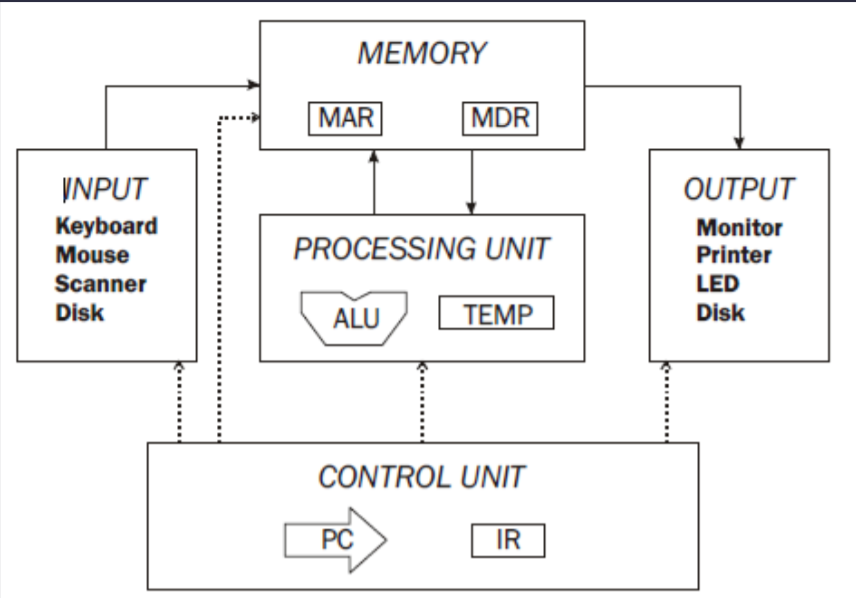 MEMORY
MAR
MDR
INPUT
Keyboard
Mouse
Scanner
Disk
PROCESSING UNIT
ALU
TEMP
OUTPUT
Monitor
Printer
LED
Disk
CONTROL UNIT
PC
IR